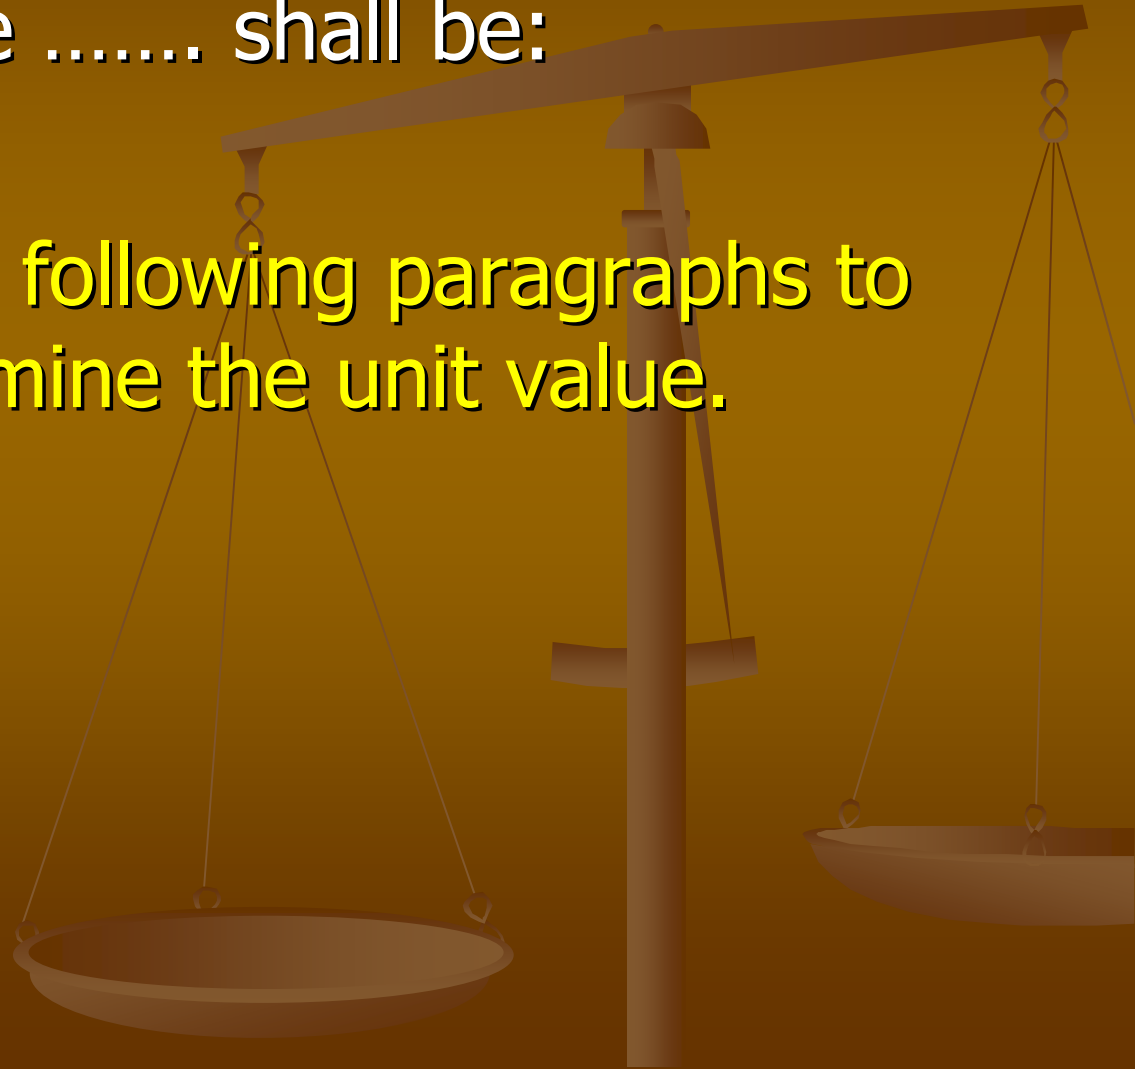 e ....... shall be:
following paragraphs to
mine the unit value.